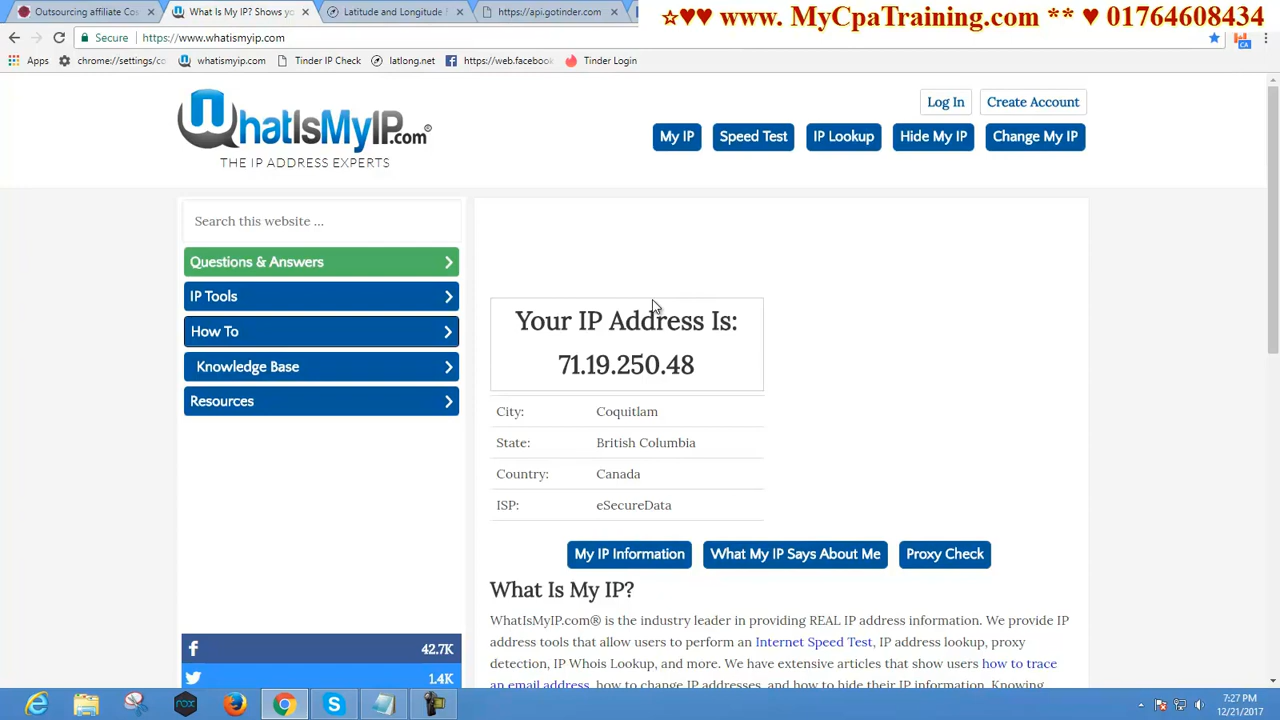 Outsourcing affiliate Co
What Is My IP? Shows yo
Latitude and Longitude F
https://api.gotinder.com
☆♥♥ www. MyCpaTraining.com ** ♥ 01764608434
Secure
https://www.whatismyip.com
CA
Apps
chrome://settings/co
whatismyip.com
Tinder IP Check
latlong.net
https://web.facebook
Tinder Login
WhatIsMyIP.com®
THE IP ADDRESS EXPERTS
Log In
Create Account
My IP
Speed Test
IP Lookup
Hide My IP
Change My IP
Search this website ...
Questions & Answers
IP Tools
How To
Knowledge Base
Resources
Your IP Address Is:
71.19.250.48
City: Coquitlam
State: British Columbia
Country: Canada
ISP: eSecureData
My IP Information
What My IP Says About Me
Proxy Check
What Is My IP?
WhatIsMyIP.com® is the industry leader in providing REAL IP address information. We provide IP
address tools that allow users to perform an Internet Speed Test, IP address lookup, proxy
detection, IP Whois Lookup, and more. We have extensive articles that show users how to trace
an email address, how to change IP addresses, and how to hide their IP information. Knowing
42.7K
1.4K
nox
7:27 PM
12/21/2017